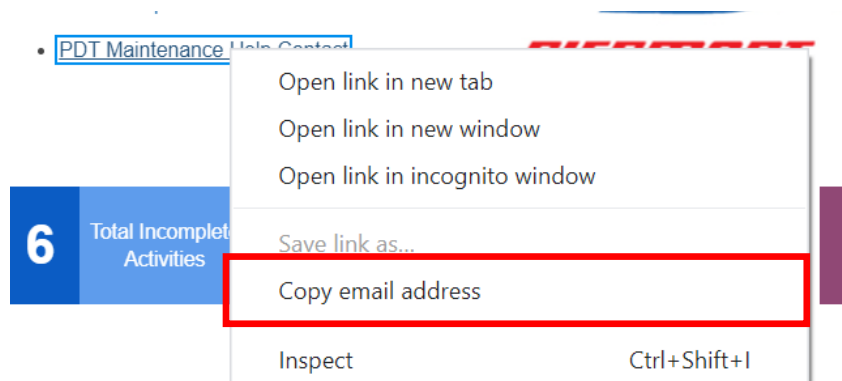 PDT Maintenance Help Contact
Open link in new tab
Open link in new window
Open link in incognito window
6
Total Incomplete
Activities
Save link as...
Copy email address
Inspect Ctrl+Shift+I